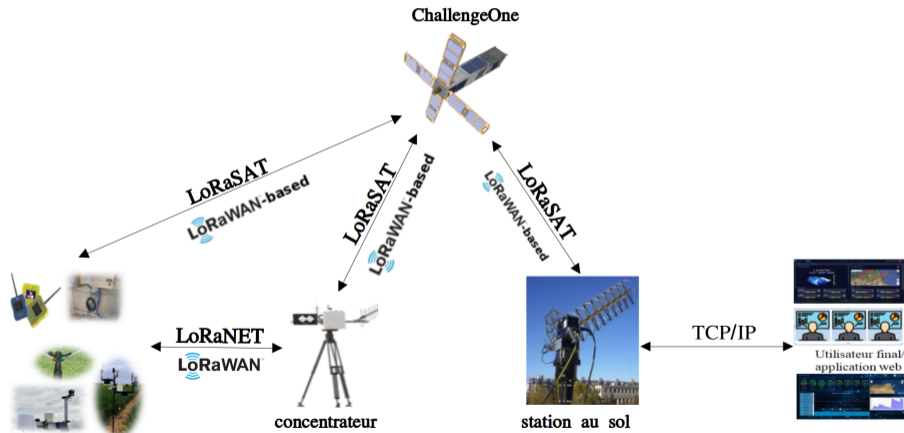 ChallengeOne
LoRaSAT
LoRaWAN-based
LoRaSAT
LoRaWAN-based
LoRaSAT
LoRaWAN-based
LoRaNET
LoRaWAN
TCP/IP
Utilisateur final/
application web
concentrateur
station au sol